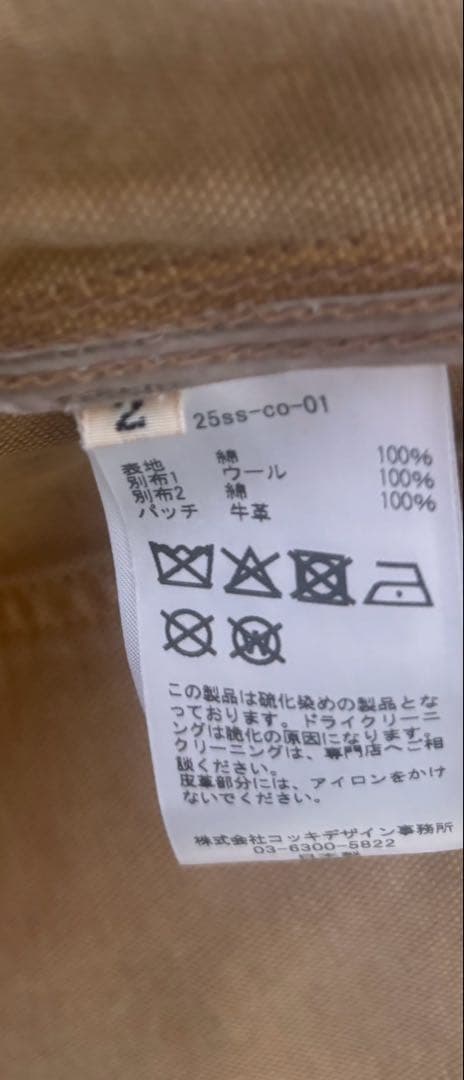 2
25ss-co-01
表地 綿 100%
別布1 ウール 100%
別布2 綿 100%
パッチ 牛革
この製品は硫化染めの製品とな
っております。ドライクリーニ
ングは脆化の原因になります。
クリーニングは、専門店へご相
談ください。
皮革部分には、アイロンをかけ
ないでください。
株式会社コッキデザイン事務所
03-6300-5822
日本製